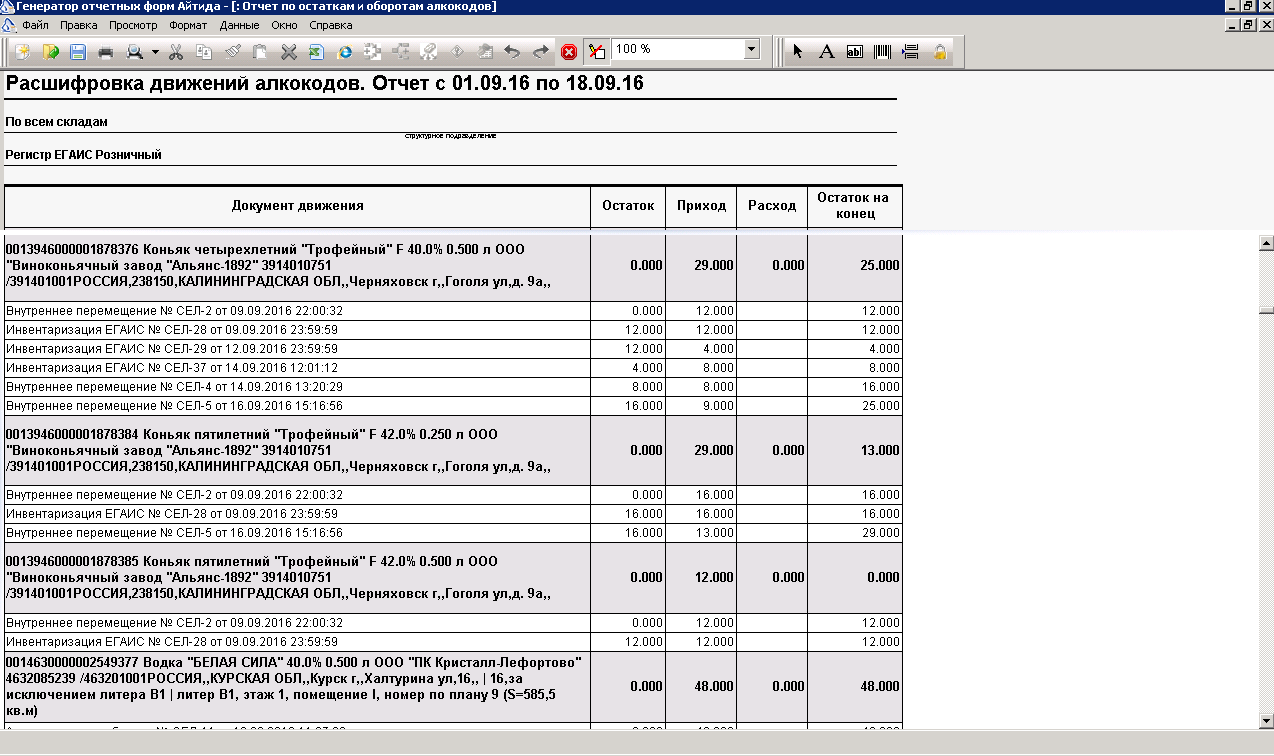 Генератор отчетных форм Айтида - [: Отчет по остаткам и оборотам алкокодов]
Файл Правка Просмотр Формат Данные Окно Справка
100 %
A ab|
Расшифровка движений алкокодов. Отчет с 01.09.16 по 18.09.16
По всем складам
структурное подразделение
Регистр ЕГАИС Розничный
Документ движения Остаток Приход Расход Остаток на
конец
0013946000001878376 Коньяк четырехлетний "Трофейный" F 40.0% 0.500 л ООО
"Виноконьячный завод "Альянс-1892" 3914010751
/391401001РОССИЯ,238150,КАЛИНИНГРАДСКАЯ ОБЛ,,Черняховск г,,Гоголя ул,д. 9а,,
0.000 29.000 0.000 25.000
Внутреннее перемещение № СЕЛ-2 от 09.09.2016 22:00:32 0.000 12.000 12.000
Инвентаризация ЕГАИС № СЕЛ-28 от 09.09.2016 23:59:59 12.000 12.000 12.000
Инвентаризация ЕГАИС № СЕЛ-29 от 12.09.2016 23:59:59 12.000 4.000 4.000
Инвентаризация ЕГАИС № СЕЛ-37 от 14.09.2016 12:01:12 4.000 8.000 8.000
Внутреннее перемещение № СЕЛ-4 от 14.09.2016 13:20:29 8.000 8.000 16.000
Внутреннее перемещение № СЕЛ-5 от 16.09.2016 15:16:56 16.000 9.000 25.000
0013946000001878384 Коньяк пятилетний "Трофейный" F 42.0% 0.250 л ООО
"Виноконьячный завод "Альянс-1892" 3914010751
/391401001РОССИЯ,238150,КАЛИНИНГРАДСКАЯ ОБЛ,,Черняховск г,,Гоголя ул,д. 9а,,
0.000 29.000 0.000 13.000
Внутреннее перемещение № СЕЛ-2 от 09.09.2016 22:00:32 0.000 16.000 16.000
Инвентаризация ЕГАИС № СЕЛ-28 от 09.09.2016 23:59:59 16.000 16.000 16.000
Внутреннее перемещение № СЕЛ-5 от 16.09.2016 15:16:56 16.000 13.000 29.000
0013946000001878385 Коньяк пятилетний "Трофейный" F 42.0% 0.500 л ООО
"Виноконьячный завод "Альянс-1892" 3914010751
/391401001РОССИЯ,238150,КАЛИНИНГРАДСКАЯ ОБЛ,,Черняховск г,,Гоголя ул,д. 9а,,
0.000 12.000 0.000 0.000
Внутреннее перемещение № СЕЛ-2 от 09.09.2016 22:00:32 0.000 12.000 12.000
Инвентаризация ЕГАИС № СЕЛ-28 от 09.09.2016 23:59:59 12.000 12.000 12.000
0014630000002549377 Водка "БЕЛАЯ СИЛА" 40.0% 0.500 л ООО "ПК Кристалл-Лефортово"
4632085239 /463201001РОССИЯ,,КУРСКАЯ ОБЛ,,Курск г,,Халтурина ул,16,, | 16,за
исключением литера В1 | литер В1, этаж 1, помещение I, номер по плану 9 (S=585,5
кв.м)
0.000 48.000 0.000 48.000